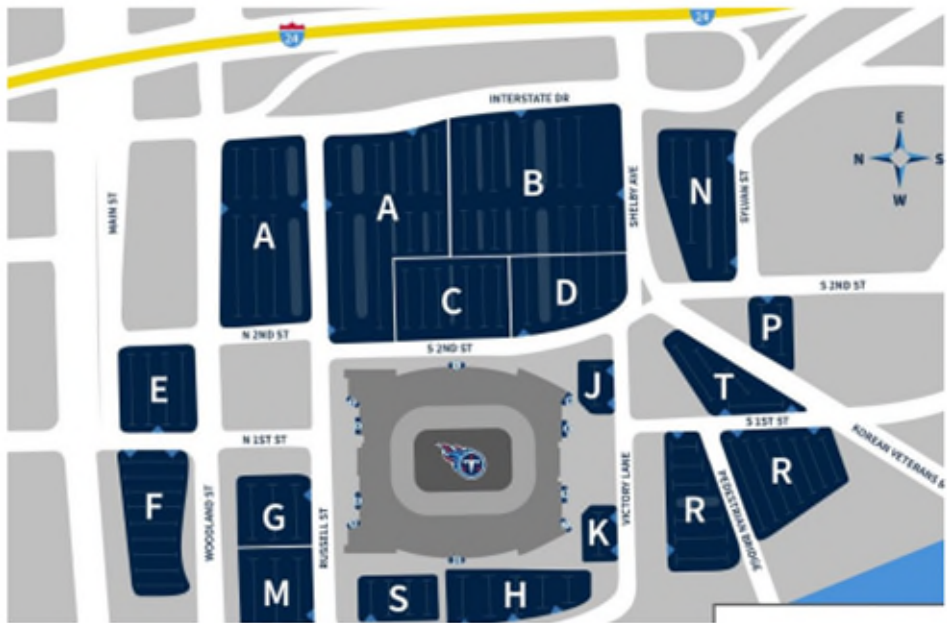 24
24
INTERSTATE DR
E
N
S
W
MAIN ST
A
A
B
SHELBY AVE
N
SYLVAN ST
C
D
S 2ND ST
N 2ND ST
S 2ND ST
P
E
J
T
N 1ST ST
S 1ST ST
T
KOREAN VETERANS
F
WOODLAND ST
G
RUSSELL ST
VICTORY LANE
K
R
PEDESTRIAN BRIDGE
R
M
S
H